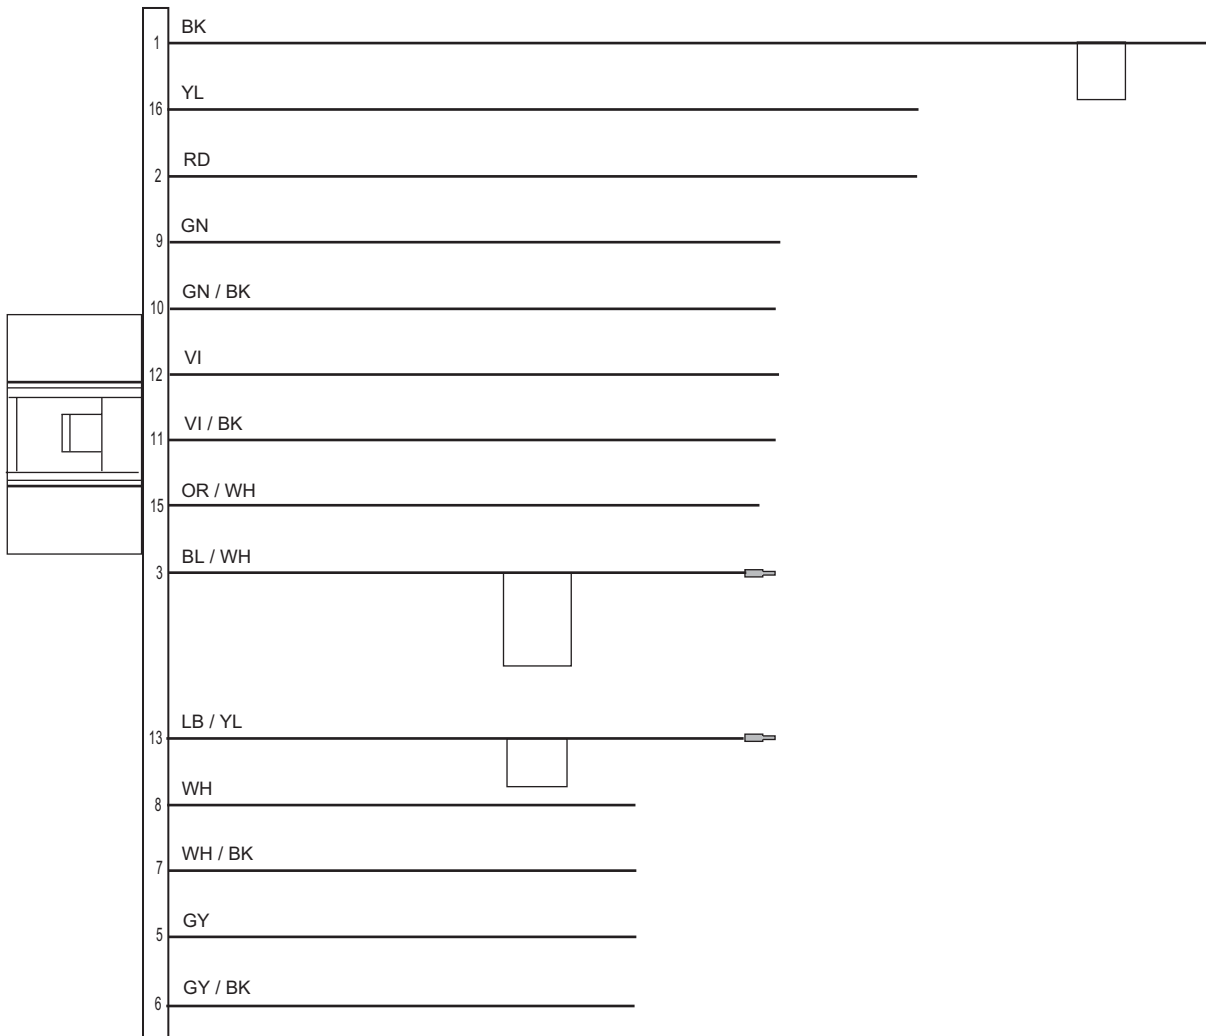 BK
1
YL
16
RD
2
GN
9
GN / BK
10
VI
12
VI / BK
11
OR / WH
15
BL / WH
3
LB / YL
13
WH
8
WH / BK
7
GY
5
GY / BK
6